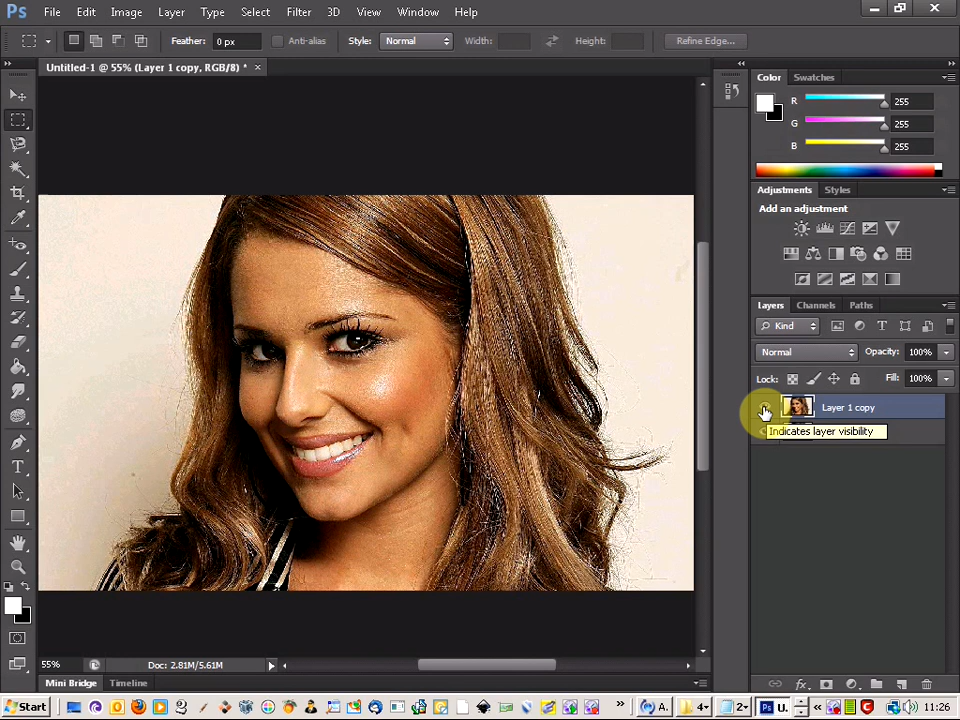 Ps File Edit Image Layer Type Select Filter 3D View Window Help
Feather: 0 px Anti-alias Style: Normal Width: Height: Refine Edge...
Untitled-1 @ 55% (Layer 1 copy, RGB/8) * ×
Color Swatches
R 255
G 255
B 255
Adjustments Styles
Add an adjustment
Layers Channels Paths
Kind T
Normal Opacity: 100%
Lock: Fill: 100%
Layer 1 copy
Indicates layer visibility
55% Doc: 2.81M/5.61M
Mini Bridge Timeline
Start A. 4 2 Ps U. 11:26